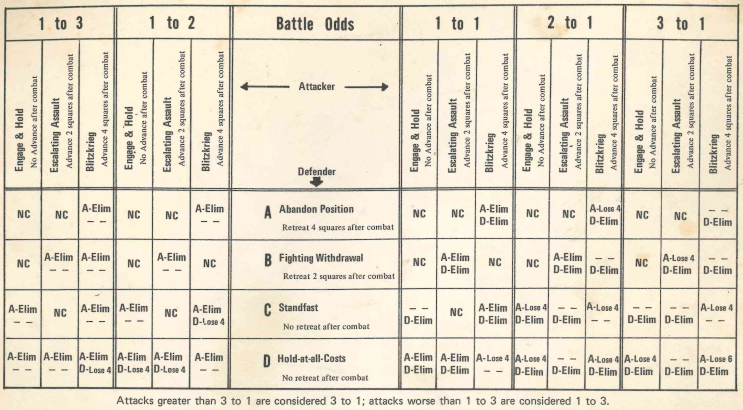 1 to 3 1 to 2 Battle Odds 1 to 1 2 to 1 3 to 1
Engage & Hold
No Advance after combat
Escalating Assault
Advance 2 squares after combat
Blitzkrieg
Advance 4 squares after combat
Engage & Hold
No Advance after combat
Escalating Assault
Advance 2 squares after combat
Blitzkrieg
Advance 4 squares after combat
Attacker
Defender
Engage & Hold
No Advance after combat
Escalating Assault
Advance 2 squares after combat
Blitzkrieg
Advance 4 squares after combat
Engage & Hold
No Advance after combat
Escalating Assault
Advance 2 squares after combat
Blitzkrieg
Advance 4 squares after combat
Engage & Hold
No Advance after combat
Escalating Assault
Advance 2 squares after combat
Blitzkrieg
Advance 4 squares after combat
NC NC A-Elim NC NC A-Elim A Abandon Position NC NC A-Elim NC NC A-Lose 4 NC NC – –
– – – – Retreat 4 squares after combat D-Elim D-Elim D-Elim
NC A-Elim A-Elim NC A-Elim NC B Fighting Withdrawal NC A-Elim NC NC A-Elim – – NC A-Lose 4 – –
– – – – – – Retreat 2 squares after combat D-Elim D-Elim D-Elim D-Elim D-Elim
A-Elim NC A-Elim A-Elim NC A-Elim C Standfast – – NC A-Elim A-Lose 4 – – A-Lose 4 – – – – A-Lose 4
– – – – – – D-Lose 4 No retreat after combat D-Elim D-Elim D-Elim D-Elim – – D-Elim D-Elim – –
A-Elim A-Elim A-Elim A-Elim A-Elim A-Elim D Hold-at-all-Costs A-Elim A-Elim A-Lose 4 A-Lose 4 – – A-Lose 4 A-Lose 4 – – A-Lose 6
– – – – D-Lose 4 D-Lose 4 D-Lose 4 – – No retreat after combat D-Elim D-Elim – – D-Elim D-Elim D-Elim D-Elim D-Elim D-Elim
Attacks greater than 3 to 1 are considered 3 to 1; attacks worse than 1 to 3 are considered 1 to 3.